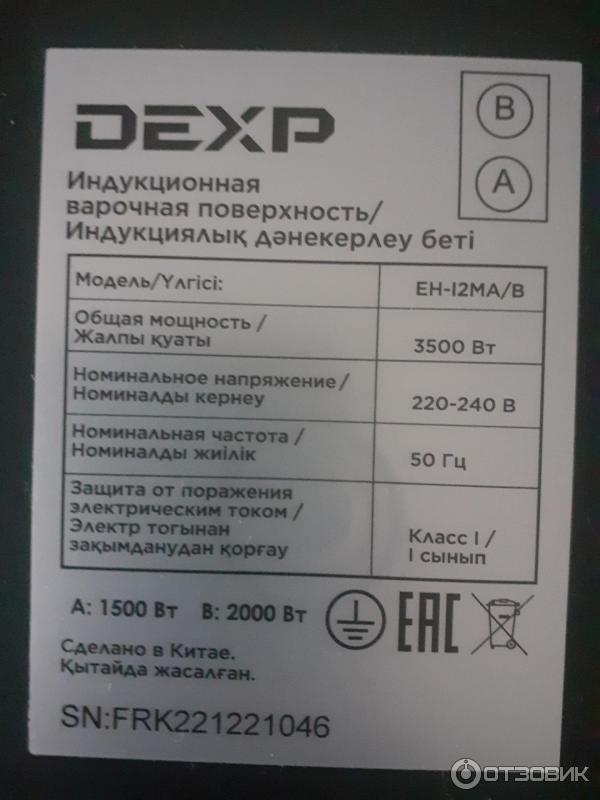 DEXP
B
A
Индукционная
варочная поверхность/
Индукциялық дәнекерлеу беті
Модель/Үлгісі:
EH-I2MA/B
Общая мощность /
Жалпы қуаты
3500 Вт
Номинальное напряжение/
Номиналды кернеу
220-240 В
Номинальная частота /
Номиналды жиілік
50 Гц
Защита от поражения
электрическим током /
Электр тогынан
зақымданудан қорғау
Класс I /
I сынып
A: 1500 Вт B: 2000 Вт
EAC
Сделано в Китае.
Қытайда жасалған.
SN:FRK221221046
ОТЗОВИК